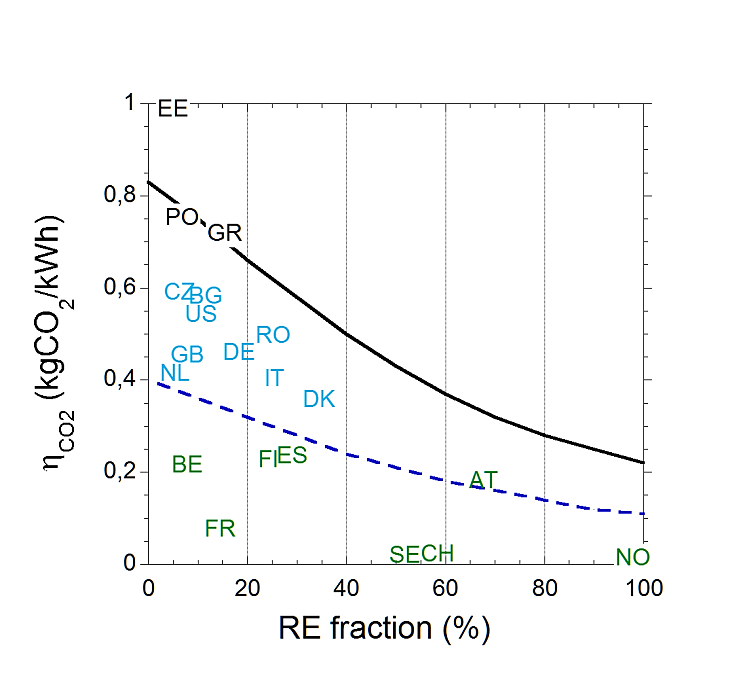 1
EE
0,8
PO
GR
0,6
CZ
BG
US
RO
GB
DE
NL
IT
0,4
DK
BE
FI
ES
0,2
AT
FR
SE
CH
NO
0
0 20 40 60 80 100
RE fraction (%)
ηCO2 (kgCO2/kWh)